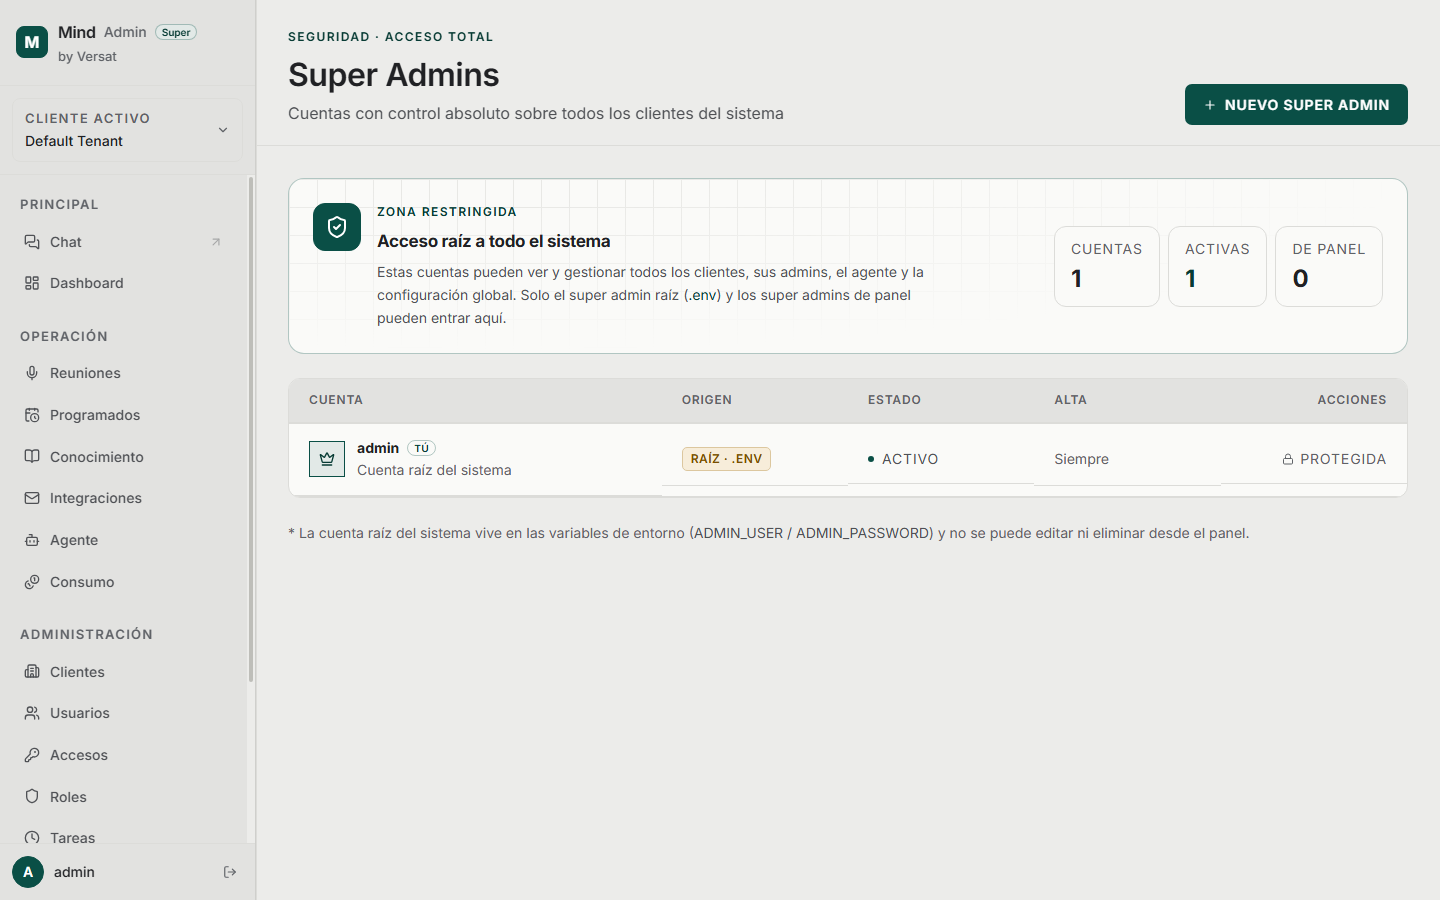 M
Mind Admin Super
by Versat
CLIENTE ACTIVO
Default Tenant
PRINCIPAL
Chat
Dashboard
OPERACIÓN
Reuniones
Programados
Conocimiento
Integraciones
Agente
Consumo
ADMINISTRACIÓN
Clientes
Usuarios
Accesos
Roles
Tareas
A admin
SEGURIDAD · ACCESO TOTAL
Super Admins
Cuentas con control absoluto sobre todos los clientes del sistema
+ NUEVO SUPER ADMIN
ZONA RESTRINGIDA
Acceso raíz a todo el sistema
Estas cuentas pueden ver y gestionar todos los clientes, sus admins, el agente y la
configuración global. Solo el super admin raíz (.env) y los super admins de panel
pueden entrar aquí.
CUENTAS
1
ACTIVAS
1
DE PANEL
0
CUENTA ORIGEN ESTADO ALTA ACCIONES
admin TÚ
Cuenta raíz del sistema
RAÍZ · .ENV
ACTIVO
Siempre
PROTEGIDA
* La cuenta raíz del sistema vive en las variables de entorno (ADMIN_USER / ADMIN_PASSWORD) y no se puede editar ni eliminar desde el panel.